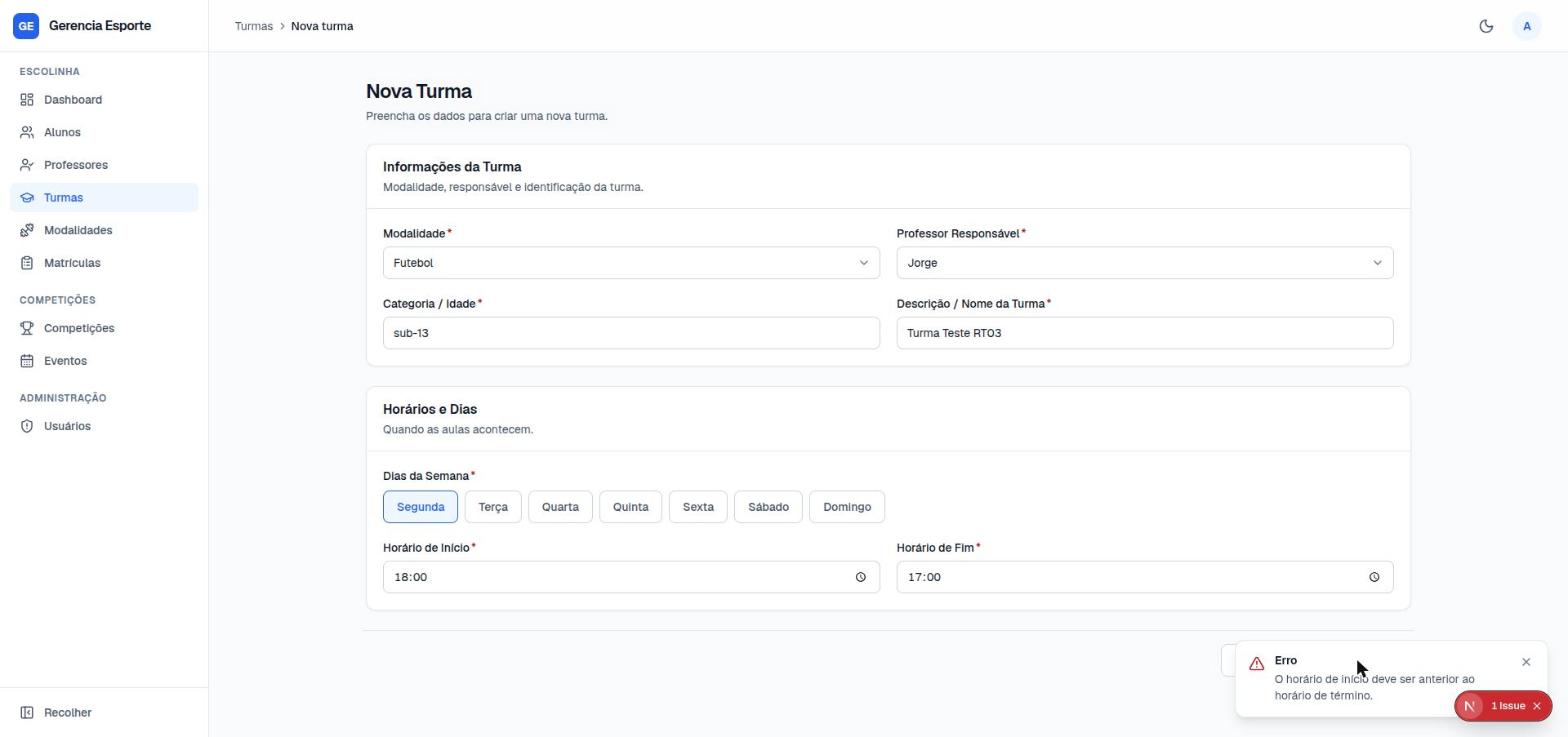 GE Gerencia Esporte
Turmas > Nova turma
A
ESCOLINHA
Dashboard
Alunos
Professores
Turmas
Modalidades
Matrículas
COMPETIÇÕES
Competições
Eventos
ADMINISTRAÇÃO
Usuários
Recolher
Nova Turma
Preencha os dados para criar uma nova turma.
Informações da Turma
Modalidade, responsável e identificação da turma.
Modalidade*
Futebol
Professor Responsável*
Jorge
Categoria / Idade*
sub-13
Descrição / Nome da Turma*
Turma Teste RT03
Horários e Dias
Quando as aulas acontecem.
Dias da Semana*
Segunda Terça Quarta Quinta Sexta Sábado Domingo
Horário de Início*
18:00
Horário de Fim*
17:00
Erro
O horário de início deve ser anterior ao
horário de término.
N 1 Issue